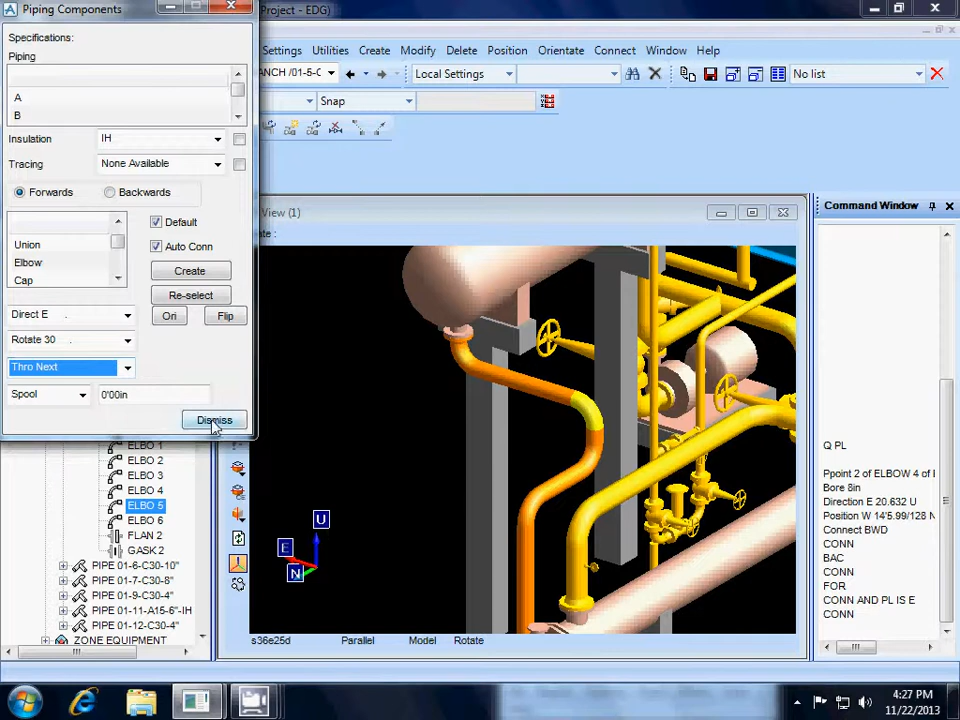 Piping Components
Project - EDG)
Specifications:
Piping
A
B
Insulation
IH
Tracing
None Available
Forwards
Backwards
Union
Elbow
Cap
Default
Auto Conn
Create
Re-select
Ori
Flip
Direct E
Rotate 30
Thro Next
Spool
0'00in
Dismiss
Settings Utilities Create Modify Delete Position Orientate Connect Window Help
ANCH /01-5-C
Local Settings
No list
Snap
View (1)
ate :
ELBO 1
ELBO 2
ELBO 3
ELBO 4
ELBO 5
ELBO 6
FLAN 2
GASK 2
PIPE 01-6-C30-10"
PIPE 01-7-C30-8"
PIPE 01-9-C30-4"
PIPE 01-11-A15-6"-IH
PIPE 01-12-C30-4"
ZONE EQUIPMENT
U
E
N
s36e25d
Parallel
Model
Rotate
Command Window
Q PL
Ppoint 2 of ELBOW 4 of
Bore 8in
Direction E 20.632 U
Position W 14'5.99/128 N
Connect BWD
CONN
BAC
CONN
FOR
CONN AND PL IS E
CONN
4:27 PM
11/22/2013